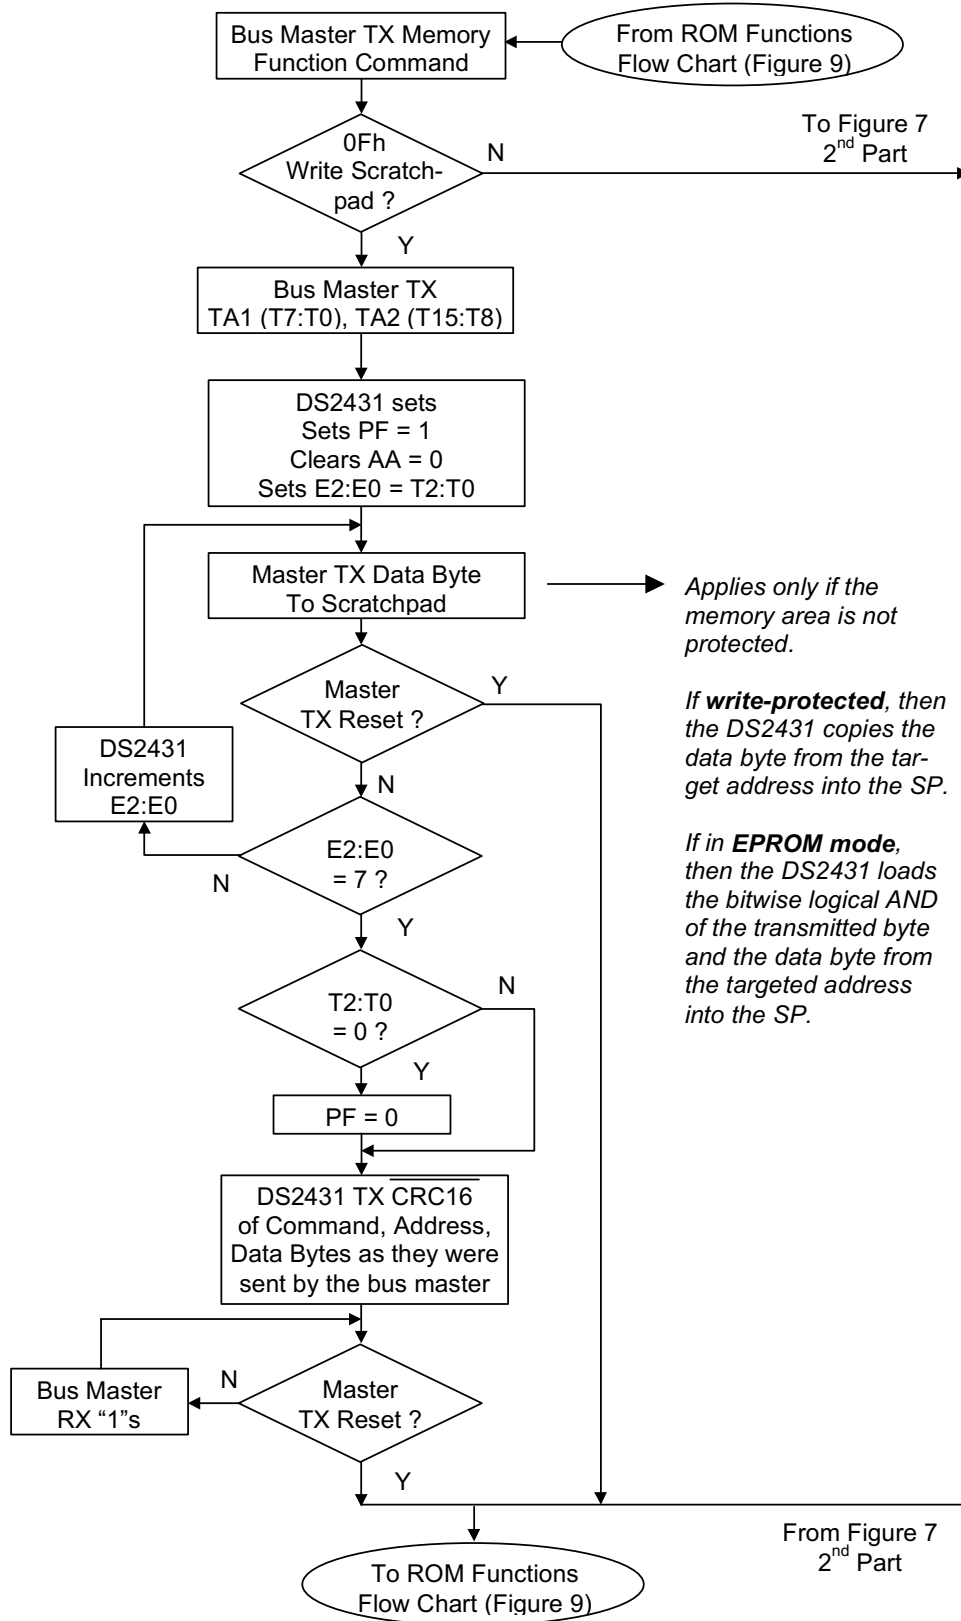 Bus Master TX Memory
Function Command
From ROM Functions
Flow Chart (Figure 9)
To Figure 7
2nd Part
0Fh
Write Scratch-
pad ?
N
Y
Bus Master TX
TA1 (T7:T0), TA2 (T15:T8)
DS2431 sets
Sets PF = 1
Clears AA = 0
Sets E2:E0 = T2:T0
Master TX Data Byte
To Scratchpad
Applies only if the
memory area is not
protected.
If write-protected, then
the DS2431 copies the
data byte from the tar-
get address into the SP.
If in EPROM mode,
then the DS2431 loads
the bitwise logical AND
of the transmitted byte
and the data byte from
the targeted address
into the SP.
Master
TX Reset ?
Y
N
DS2431
Increments
E2:E0
E2:E0
= 7 ?
N
Y
T2:T0
= 0 ?
N
Y
PF = 0
DS2431 TX CRC16
of Command, Address,
Data Bytes as they were
sent by the bus master
Master
TX Reset ?
N
Bus Master
RX “1”s
Y
From Figure 7
2nd Part
To ROM Functions
Flow Chart (Figure 9)